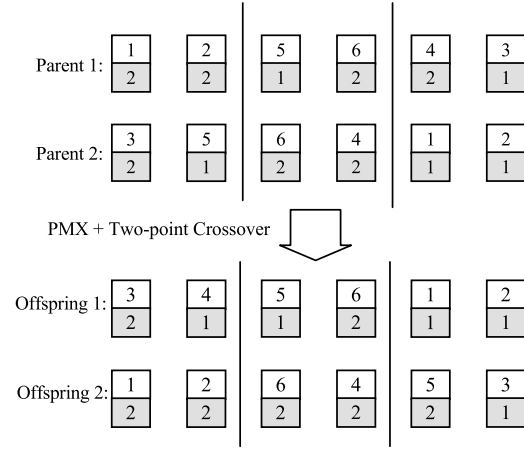 1 2 5 6 4 3
Parent 1:
2 2 1 2 2 1
3 5 6 4 1 2
Parent 2:
2 1 2 2 1 1
PMX + Two-point Crossover
3 4 5 6 1 2
Offspring 1:
2 1 1 2 1 1
1 2 6 4 5 3
Offspring 2:
2 2 2 2 2 1